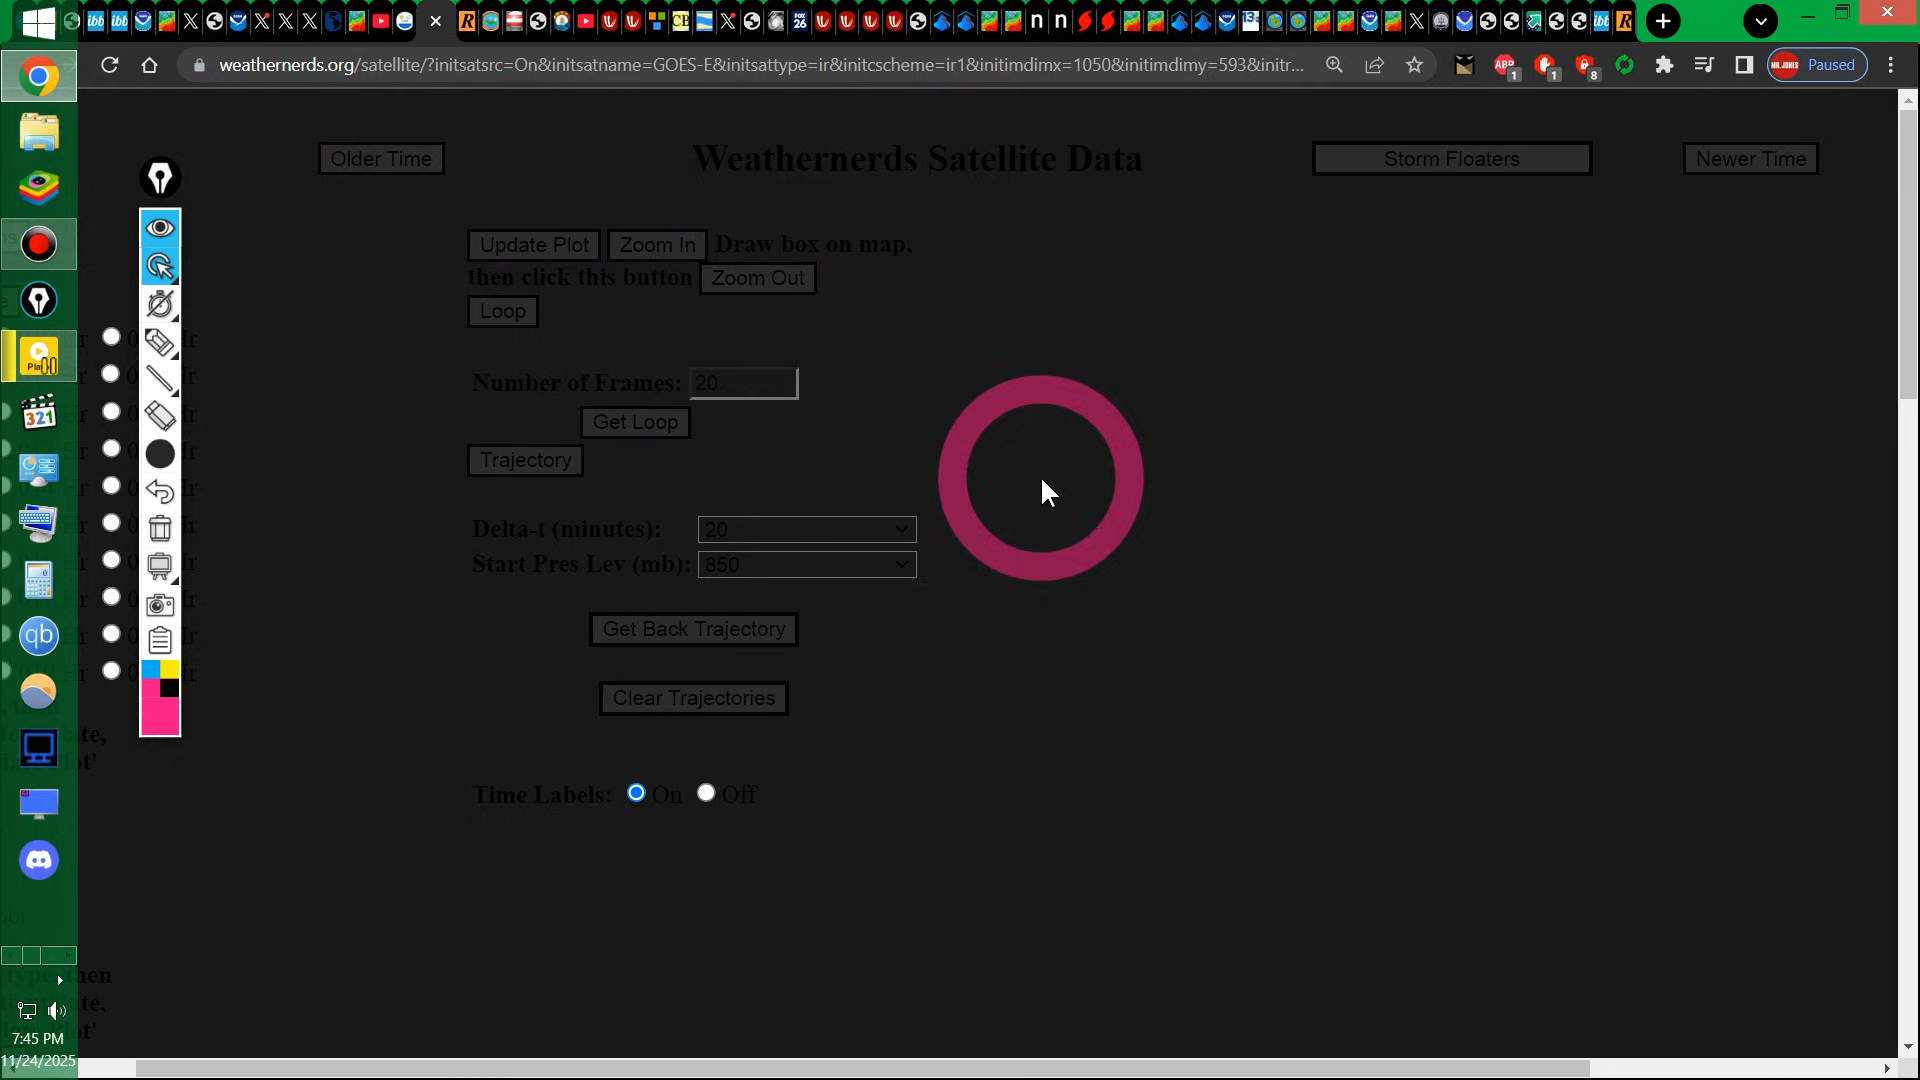 weathernerds.org/satellite/?initsatsrc=On&initsatname=GOES-E&initsattype=ir&initcscheme=ir1&initimdimx=1050&initimdimy=593&initr...
Paused
Older Time
Weathernerds Satellite Data
Storm Floaters
Newer Time
Update Plot
Zoom In
Draw box on map,
then click this button
Zoom Out
Loop
Number of Frames: 20
Get Loop
Trajectory
Delta-t (minutes): 20
Start Pres Lev (mb): 850
Get Back Trajectory
Clear Trajectories
Time Labels: On Off
7:45 PM
11/24/2025